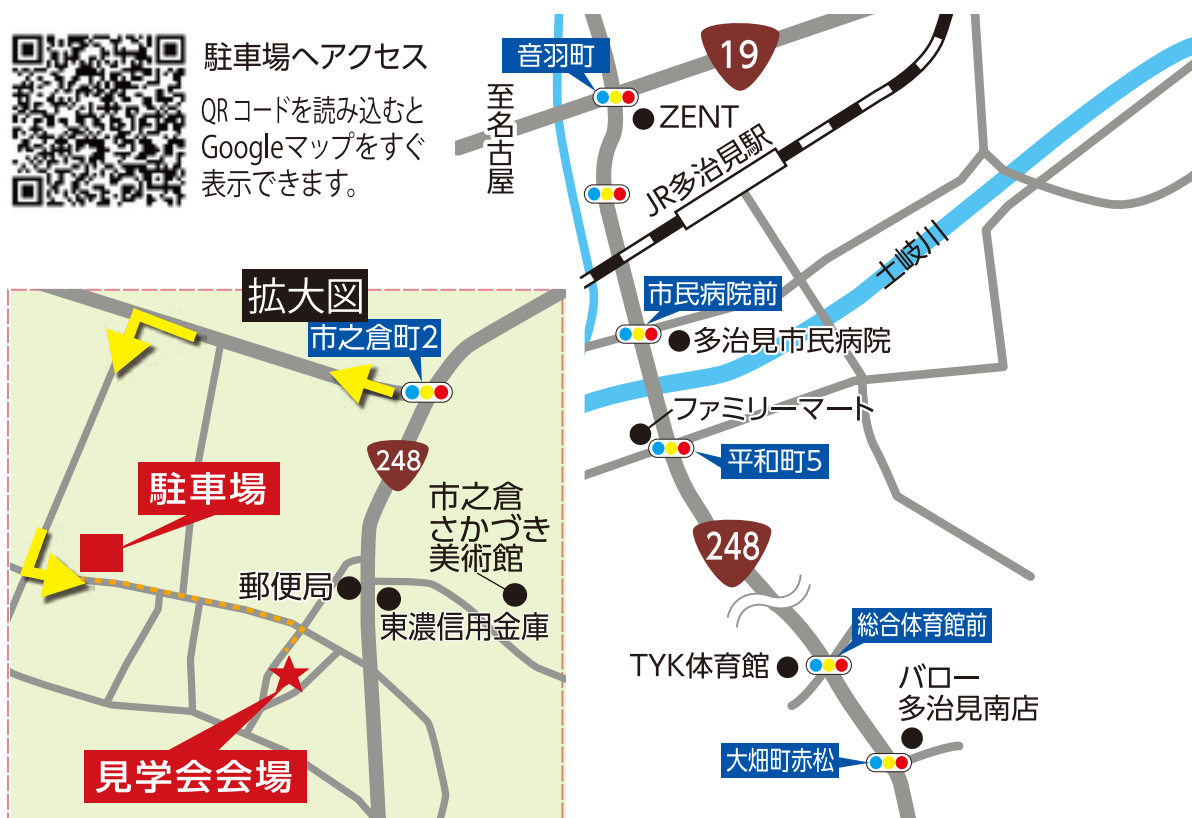 駐車場へアクセス
QRコードを読み込むと
Googleマップをすぐ
表示できます。
音羽町
19
至名古屋
ZENT
JR多治見駅
土岐川
市民病院前
多治見市民病院
ファミリーマート
平和町5
248
総合体育館前
TYK体育館
バロー
多治見南店
大畑町赤松
拡大図
市之倉町2
248
駐車場
市之倉
さかづき
美術館
郵便局
東濃信用金庫
見学会会場